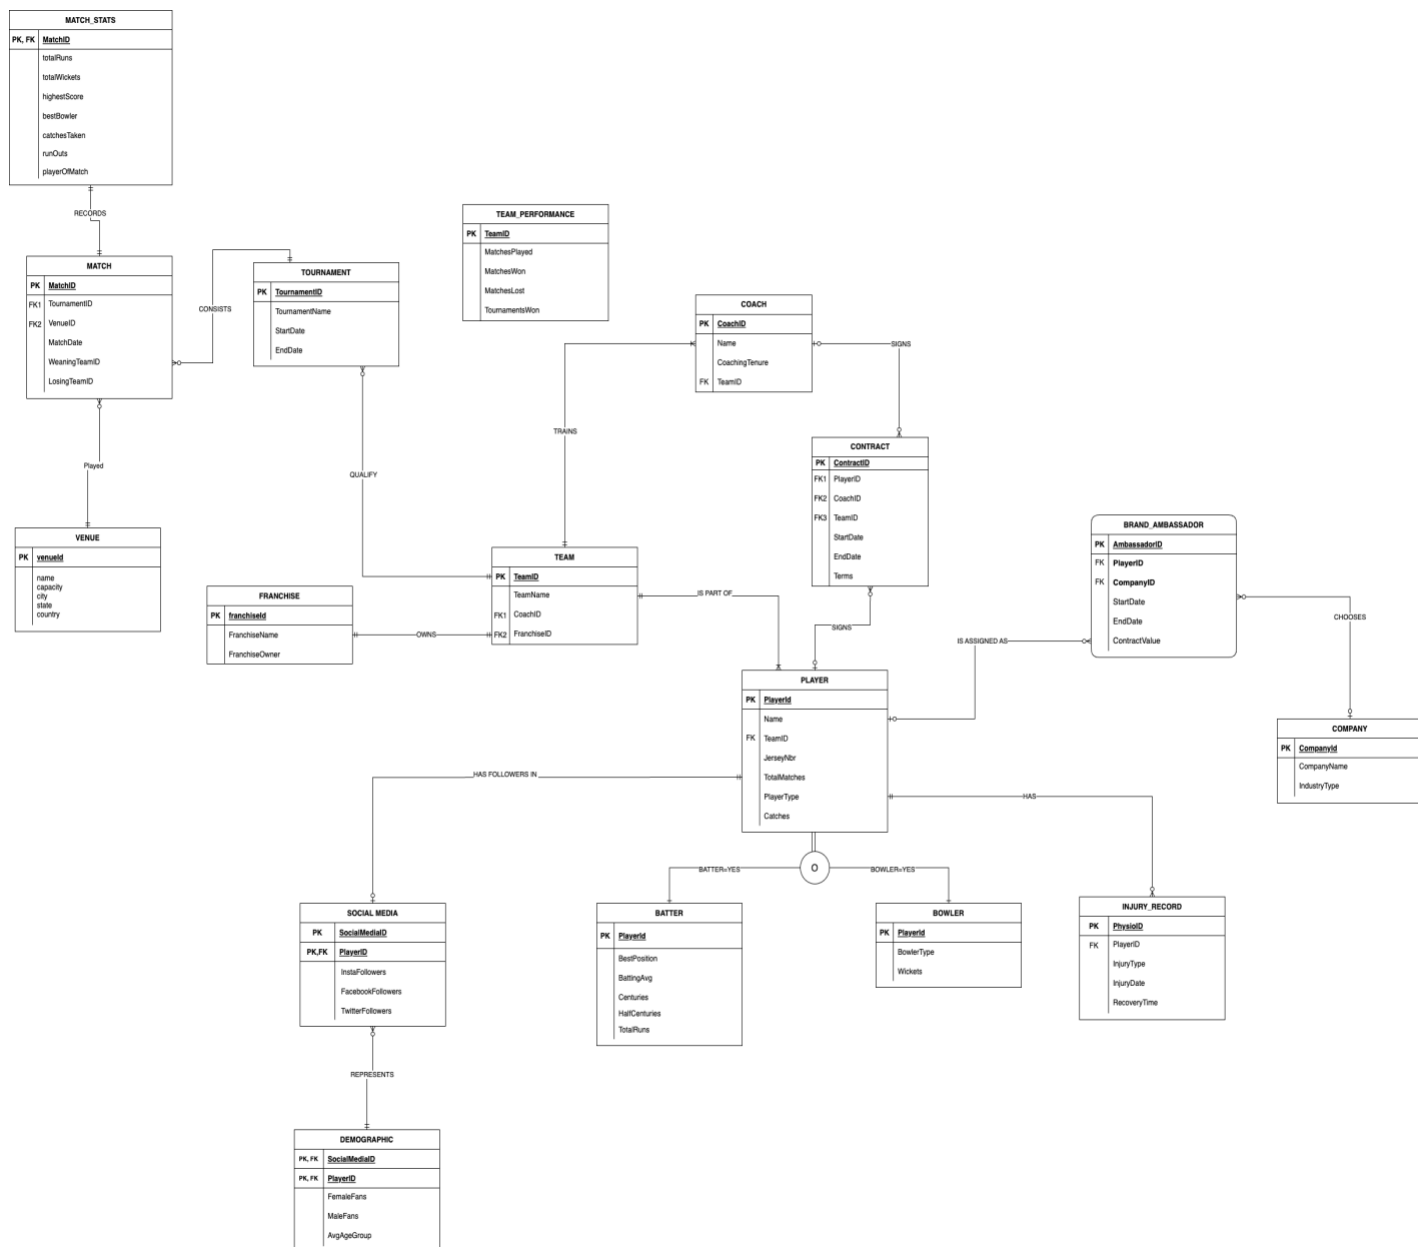 MATCH_STATS
PK, FK MatchID
totalRuns
totalWickets
highestScore
bestBowler
catchesTaken
runOuts
playerOfMatch
RECORDS
MATCH
PK MatchID
FK1 TournamentID
FK2 VenueID
MatchDate
WeaningTeamID
LosingTeamID
CONSISTS
TOURNAMENT
PK TournamentID
TournamentName
StartDate
EndDate
Played
VENUE
PK venueId
name
capacity
city
state
country
QUALIFY
TEAM_PERFORMANCE
PK TeamID
MatchesPlayed
MatchesWon
MatchesLost
TournamentsWon
COACH
PK CoachID
Name
CoachingTenure
FK TeamID
SIGNS
TRAINS
CONTRACT
PK ContractID
FK1 PlayerID
FK2 CoachID
FK3 TeamID
StartDate
EndDate
Terms
TEAM
PK TeamID
TeamName
FK1 CoachID
FK2 FranchiseID
FRANCHISE
PK franchiseId
FranchiseName
FranchiseOwner
OWNS
IS PART OF
SIGNS
BRAND_AMBASSADOR
PK AmbassadorID
FK PlayerID
FK CompanyID
StartDate
EndDate
ContractValue
IS ASSIGNED AS
CHOOSES
COMPANY
PK CompanyId
CompanyName
IndustryType
PLAYER
PK PlayerId
Name
FK TeamID
JerseyNbr
TotalMatches
PlayerType
Catches
HAS FOLLOWERS IN
HAS
O
BATTER=YES
BOWLER=YES
SOCIAL MEDIA
PK SocialMediaID
PK,FK PlayerID
InstaFollowers
FacebookFollowers
TwitterFollowers
BATTER
PK PlayerId
BestPosition
BattingAvg
Centuries
HalfCenturies
TotalRuns
BOWLER
PK PlayerId
BowlerType
Wickets
INJURY_RECORD
PK PhysioID
FK PlayerID
InjuryType
InjuryDate
RecoveryTime
REPRESENTS
DEMOGRAPHIC
PK, FK SocialMediaID
PK, FK PlayerID
FemaleFans
MaleFans
AvgAgeGroup